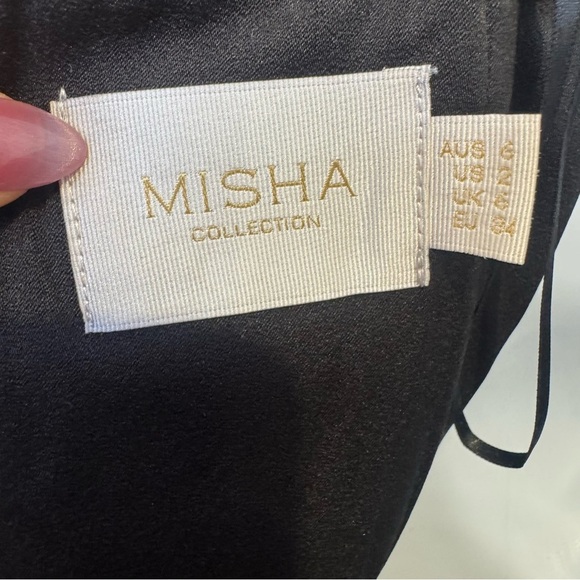 MISHA
COLLECTION
AUS 6
US 2
UK 6
EU 34